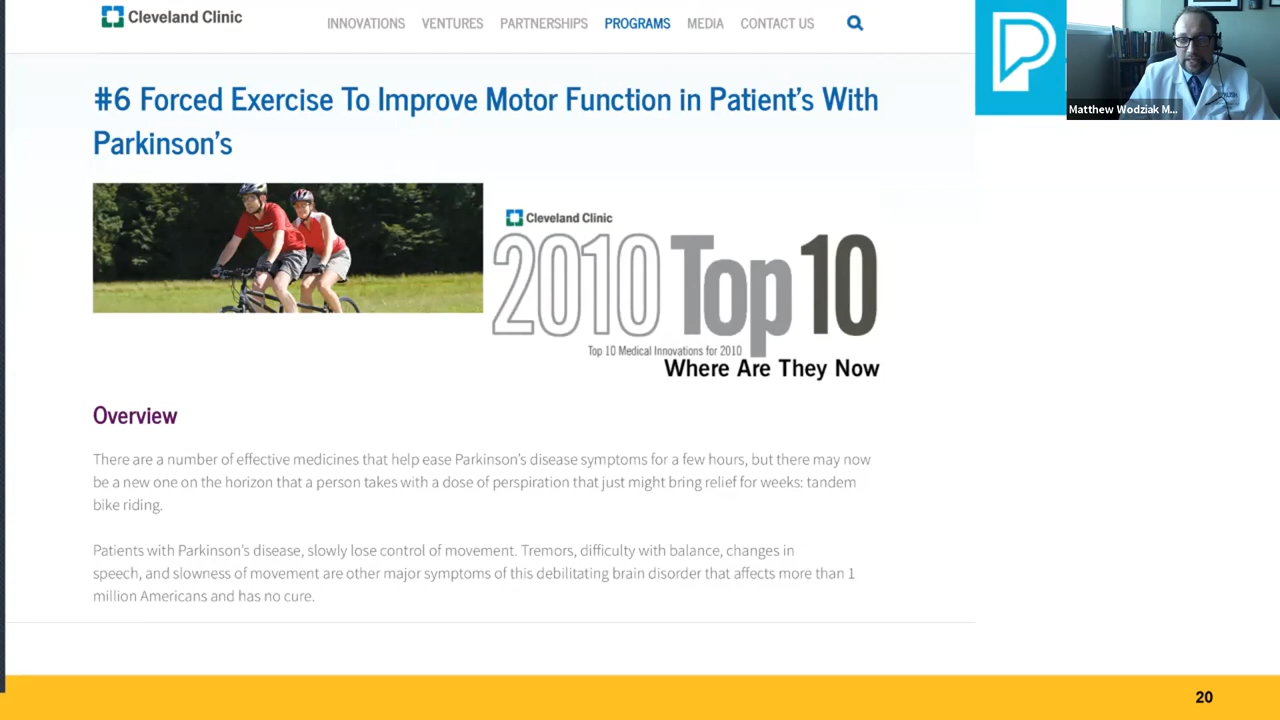 Cleveland Clinic
INNOVATIONS VENTURES PARTNERSHIPS PROGRAMS MEDIA CONTACT US
Matthew Wodziak M...
#6 Forced Exercise To Improve Motor Function in Patient's With
Parkinson's
Cleveland Clinic
2010 Top 10
Top 10 Medical Innovations for 2010
Where Are They Now
Overview
There are a number of effective medicines that help ease Parkinson's disease symptoms for a few hours, but there may now
be a new one on the horizon that a person takes with a dose of perspiration that just might bring relief for weeks: tandem
bike riding.
Patients with Parkinson's disease, slowly lose control of movement. Tremors, difficulty with balance, changes in
speech, and slowness of movement are other major symptoms of this debilitating brain disorder that affects more than 1
million Americans and has no cure.
20